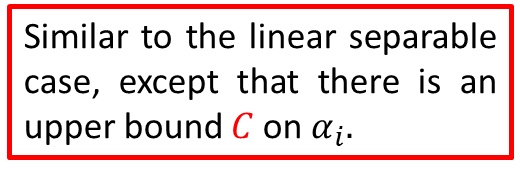 Similar to the linear separable
case, except that there is an
upper bound C on αᵢ.